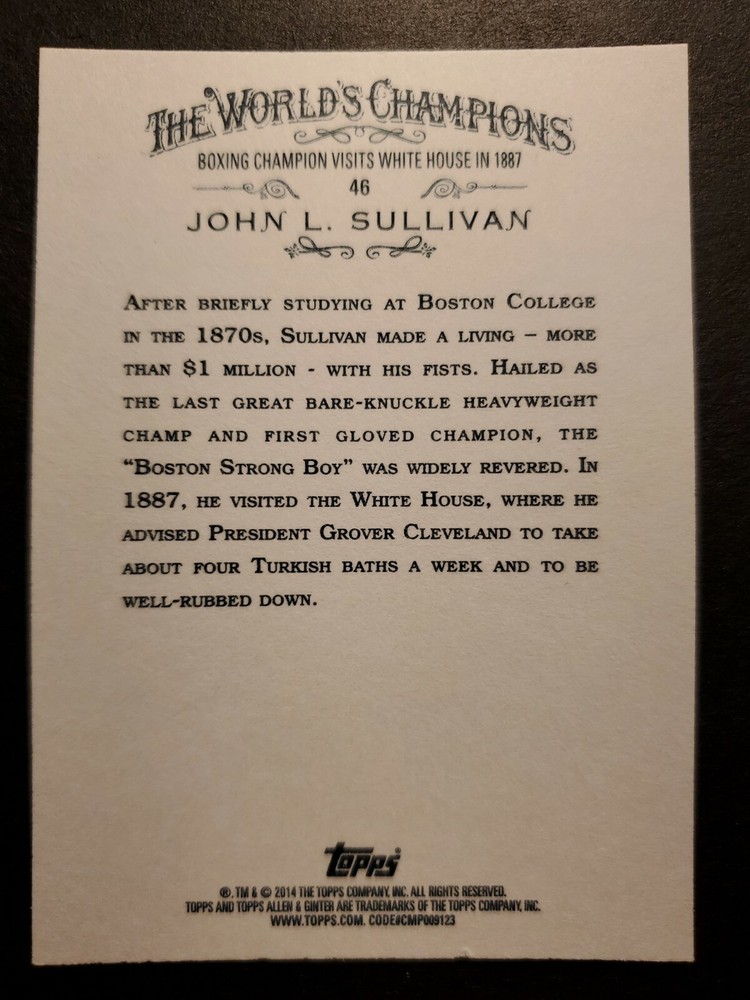 THE WORLD'S CHAMPIONS
BOXING CHAMPION VISITS WHITE HOUSE IN 1887
46
JOHN L. SULLIVAN
AFTER BRIEFLY STUDYING AT BOSTON COLLEGE
IN THE 1870S, SULLIVAN MADE A LIVING – MORE
THAN $1 MILLION - WITH HIS FISTS. HAILED AS
THE LAST GREAT BARE-KNUCKLE HEAVYWEIGHT
CHAMP AND FIRST GLOVED CHAMPION, THE
“BOSTON STRONG BOY” WAS WIDELY REVERED. IN
1887, HE VISITED THE WHITE HOUSE, WHERE HE
ADVISED PRESIDENT GROVER CLEVELAND TO TAKE
ABOUT FOUR TURKISH BATHS A WEEK AND TO BE
WELL-RUBBED DOWN.
topps
®, TM & © 2014 THE TOPPS COMPANY, INC. ALL RIGHTS RESERVED.
TOPPS AND TOPPS ALLEN & GINTER ARE TRADEMARKS OF THE TOPPS COMPANY, INC.
WWW.TOPPS.COM. CODE#CMP009123